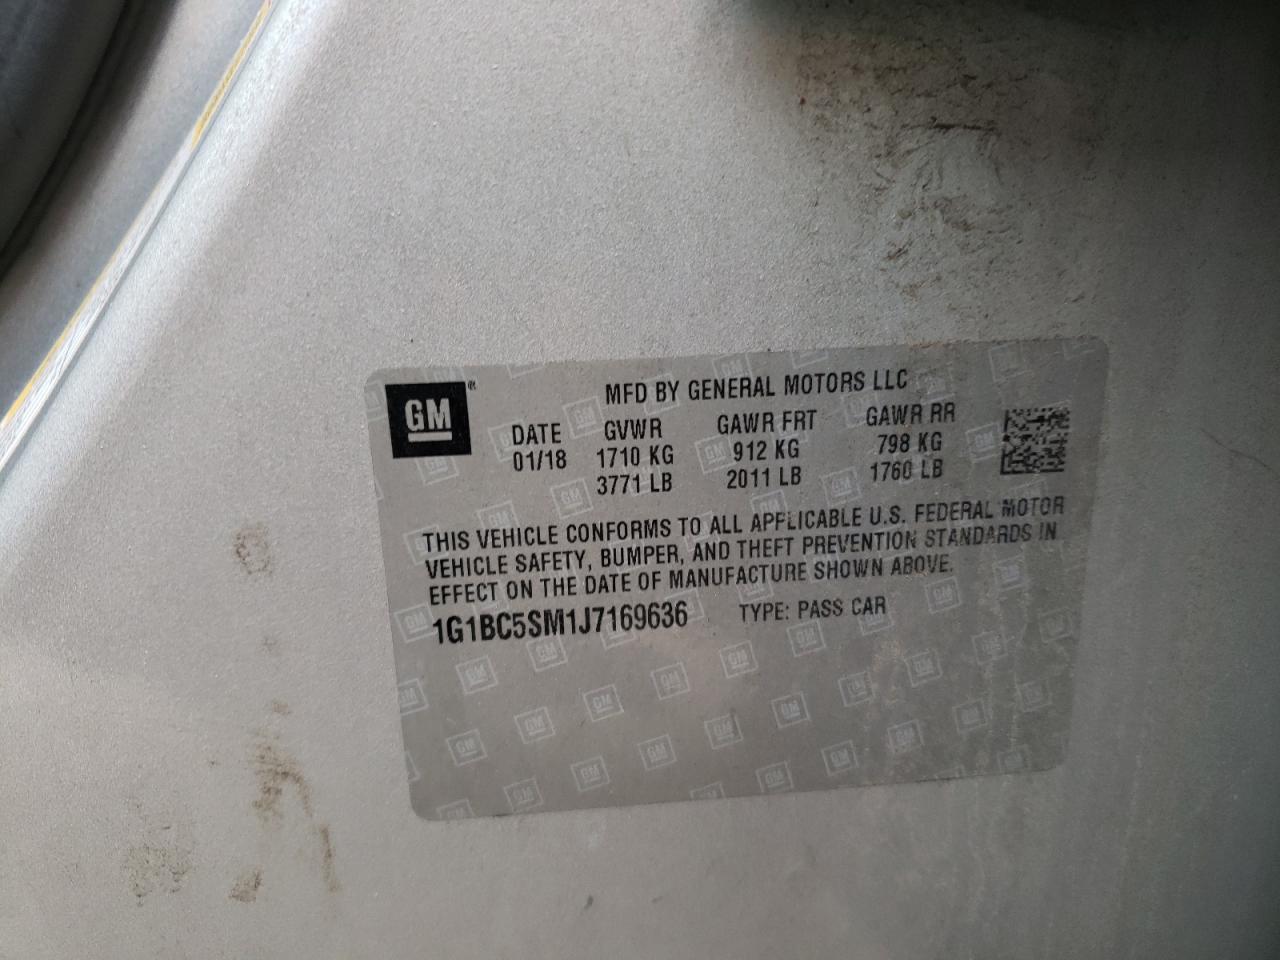 GM ®
MFD BY GENERAL MOTORS LLC
DATE GVWR GAWR FRT GAWR RR
01/18 1710 KG 912 KG 798 KG
3771 LB 2011 LB 1760 LB
THIS VEHICLE CONFORMS TO ALL APPLICABLE U.S. FEDERAL MOTOR
VEHICLE SAFETY, BUMPER, AND THEFT PREVENTION STANDARDS IN
EFFECT ON THE DATE OF MANUFACTURE SHOWN ABOVE.
1G1BC5SM1J7169636 TYPE: PASS CAR